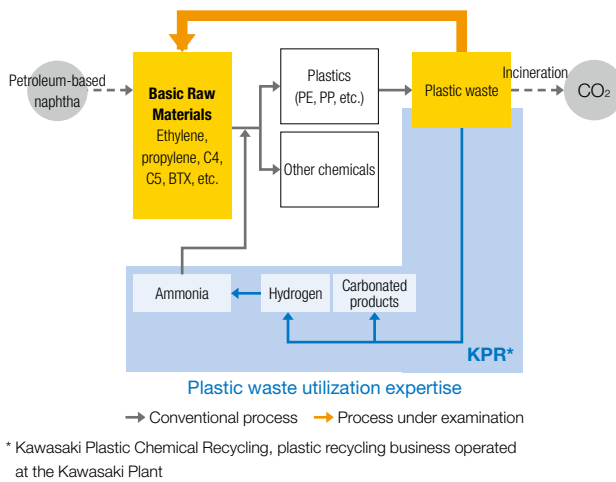 Petroleum-based
naphtha
Basic Raw
Materials
Ethylene,
propylene, C4,
C5, BTX, etc.
Plastics
(PE, PP, etc.)
Other chemicals
Plastic waste
Incineration
CO₂
Ammonia
Hydrogen
Carbonated
products
KPR*
Plastic waste utilization expertise
Conventional process
Process under examination
* Kawasaki Plastic Chemical Recycling, plastic recycling business operated
at the Kawasaki Plant